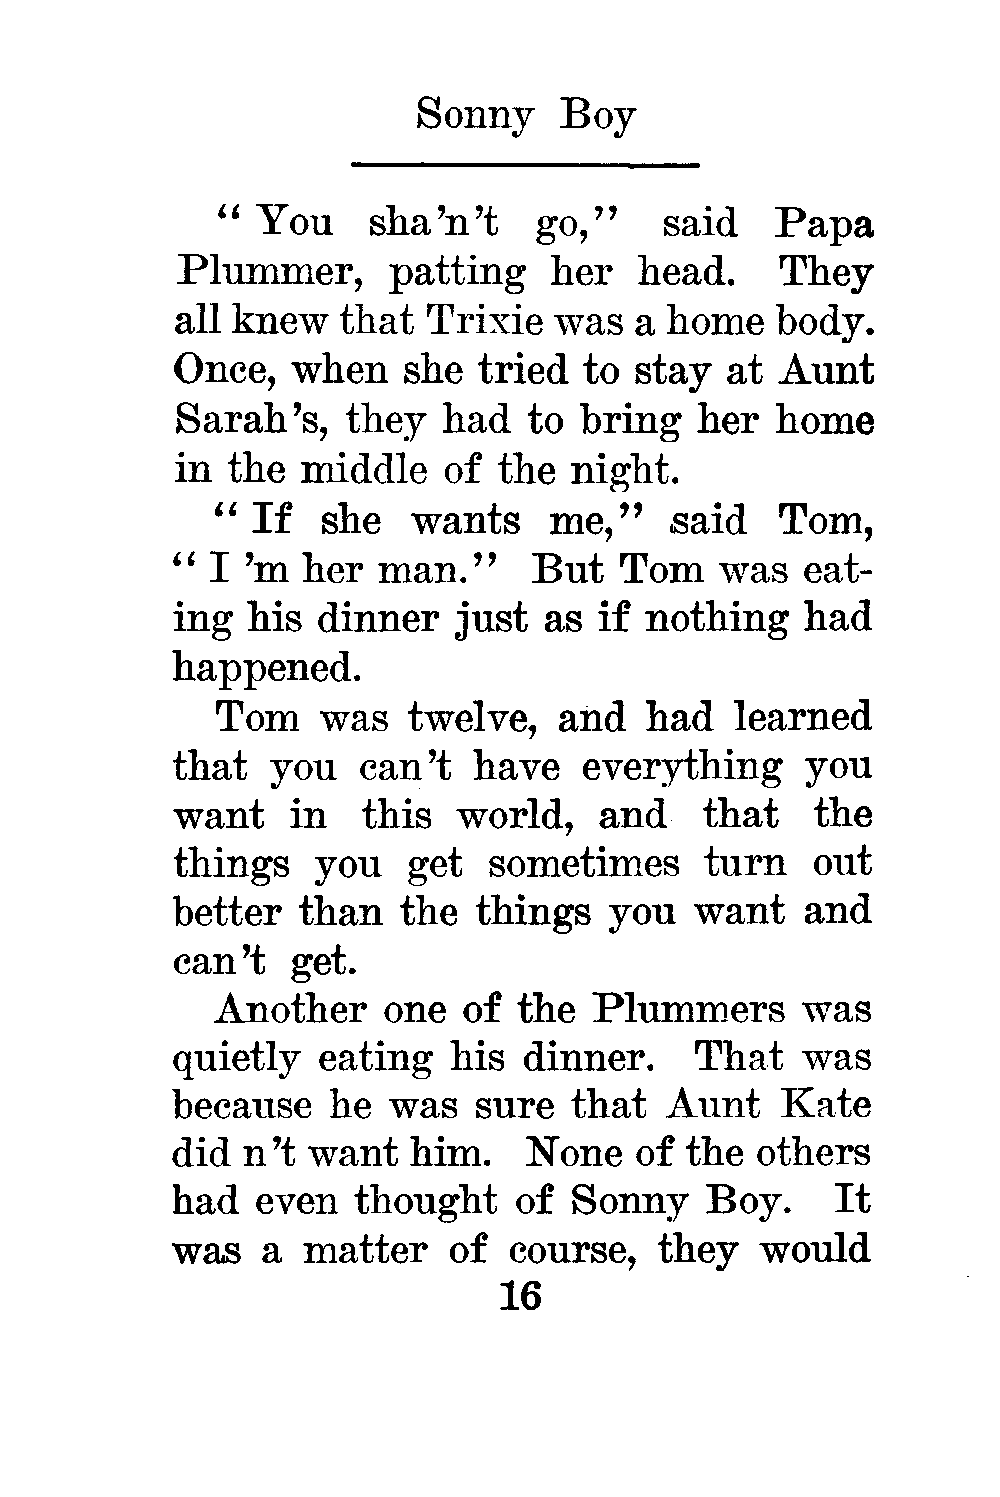 Sonny Boy
“ You sha’n’t go,” said Papa
Plummer, patting her head. They
all knew that Trixie was a home body.
Once, when she tried to stay at Aunt
Sarah’s, they had to bring her home
in the middle of the night.
“ If she wants me,” said Tom,
“ I ’m her man.” But Tom was eat-
ing his dinner just as if nothing had
happened.
Tom was twelve, and had learned
that you can’t have everything you
want in this world, and that the
things you get sometimes turn out
better than the things you want and
can’t get.
Another one of the Plummers was
quietly eating his dinner. That was
because he was sure that Aunt Kate
did n’t want him. None of the others
had even thought of Sonny Boy. It
was a matter of course, they would
16